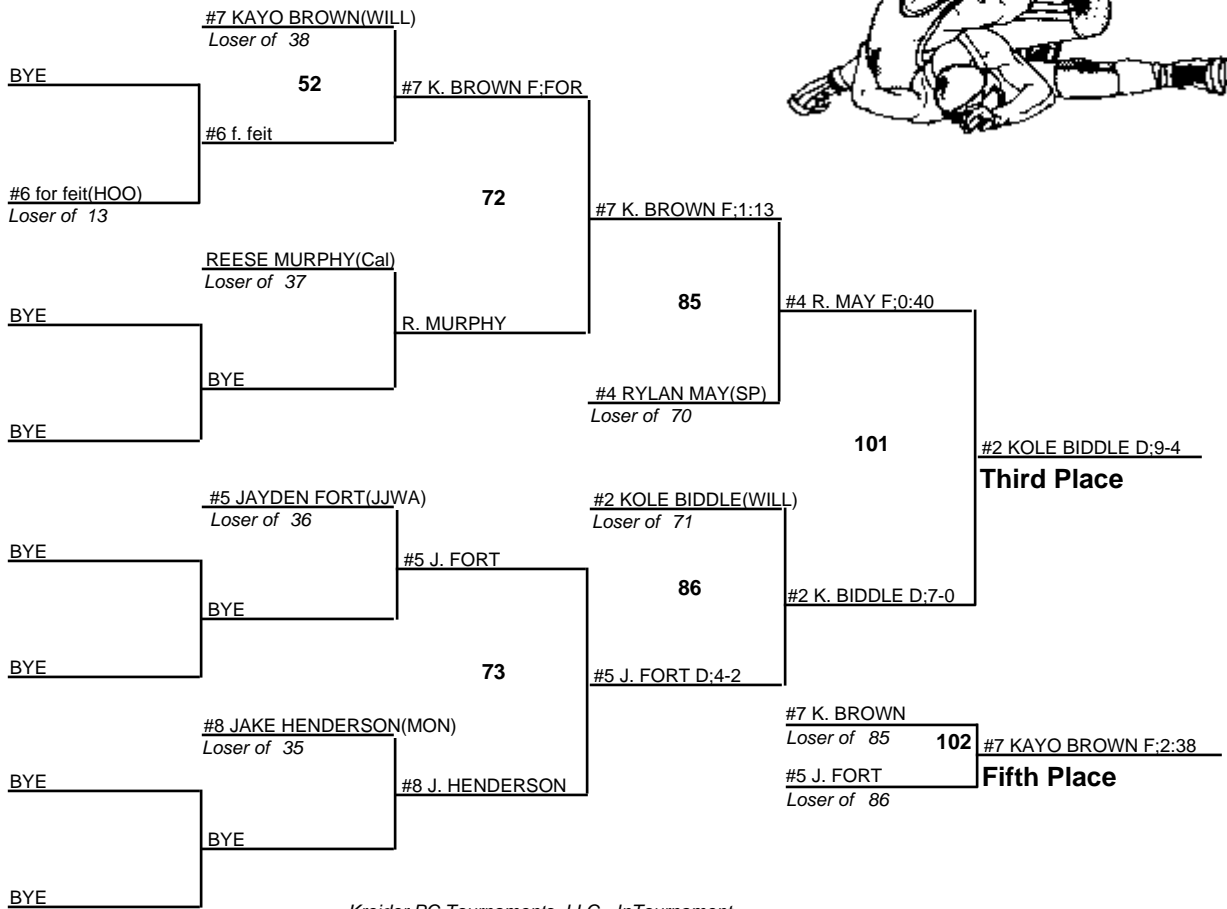 #7 KAYO BROWN(WILL)
Loser of 38
BYE
52
#7 K. BROWN F;FOR
#6 f. feit
#6 for feit(HOO)
Loser of 13
72
#7 K. BROWN F;1:13
REESE MURPHY(Cal)
Loser of 37
85
#4 R. MAY F;0:40
BYE
R. MURPHY
BYE
#4 RYLAN MAY(SP)
Loser of 70
BYE
101
#2 KOLE BIDDLE D;9-4
Third Place
#5 JAYDEN FORT(JJWA)
Loser of 36
#2 KOLE BIDDLE(WILL)
Loser of 71
BYE
#5 J. FORT
86
#2 K. BIDDLE D;7-0
BYE
BYE
73
#5 J. FORT D;4-2
#8 JAKE HENDERSON(MON)
Loser of 35
#7 K. BROWN
Loser of 85
102
#7 KAYO BROWN F;2:38
Fifth Place
#5 J. FORT
Loser of 86
BYE
#8 J. HENDERSON
BYE
BYE